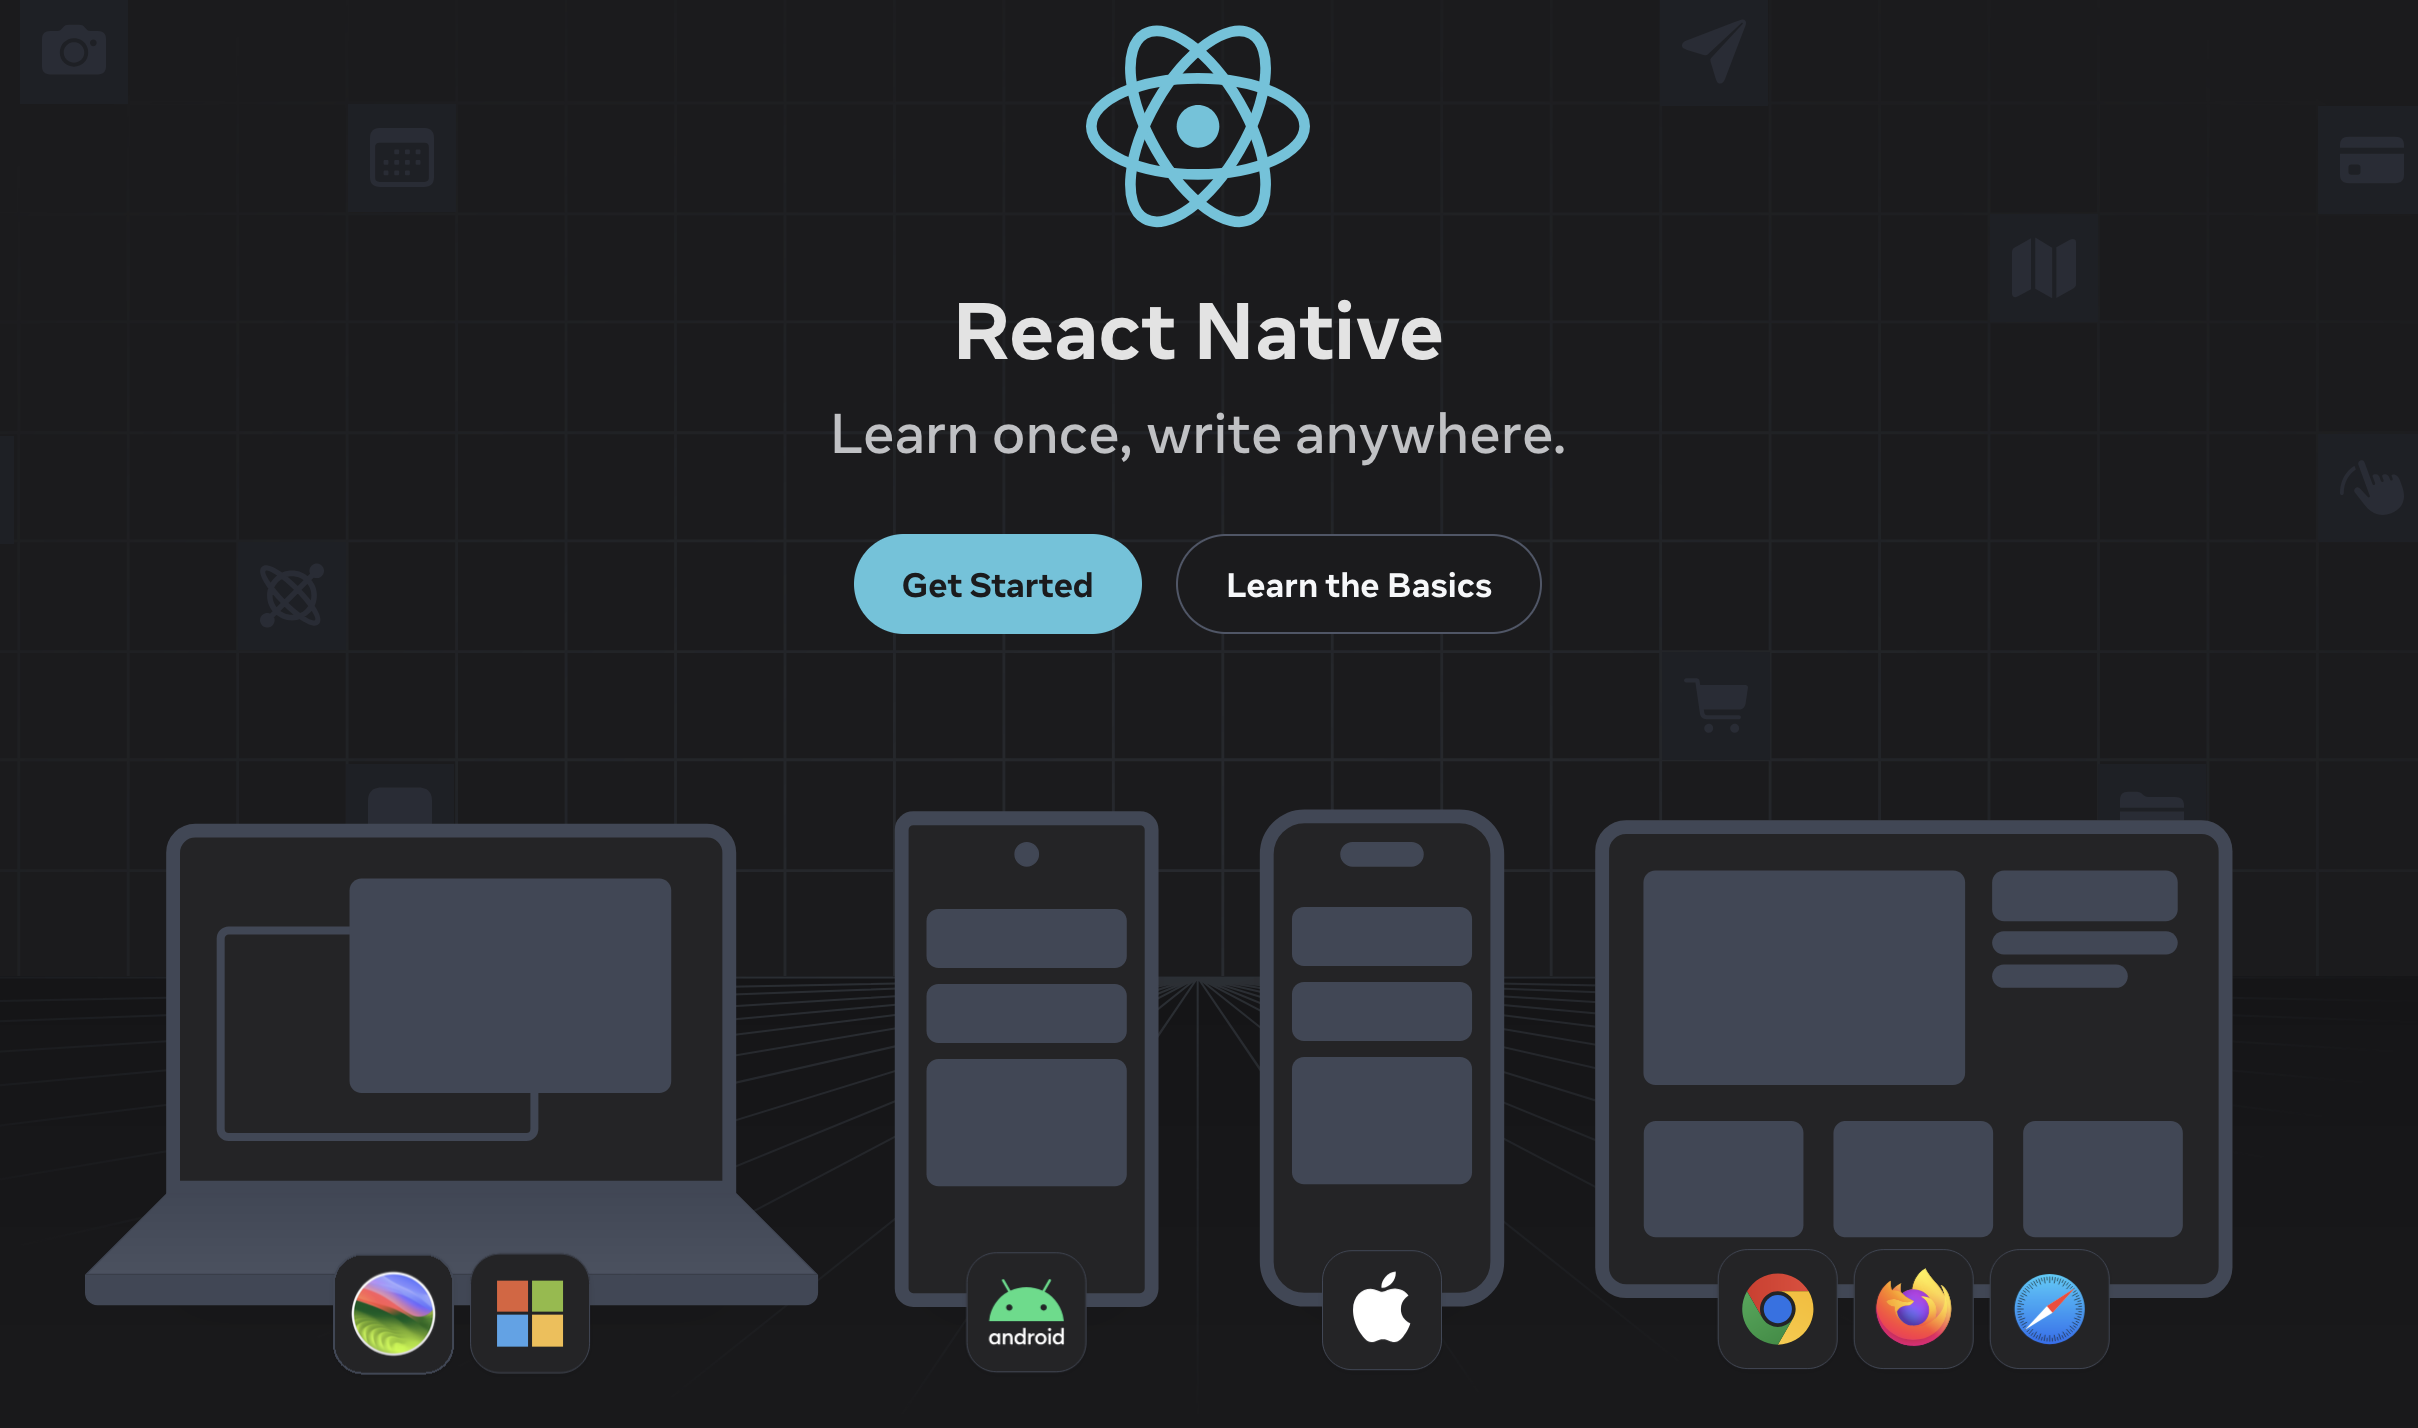 React Native
Learn once, write anywhere.
Get Started
Learn the Basics
android